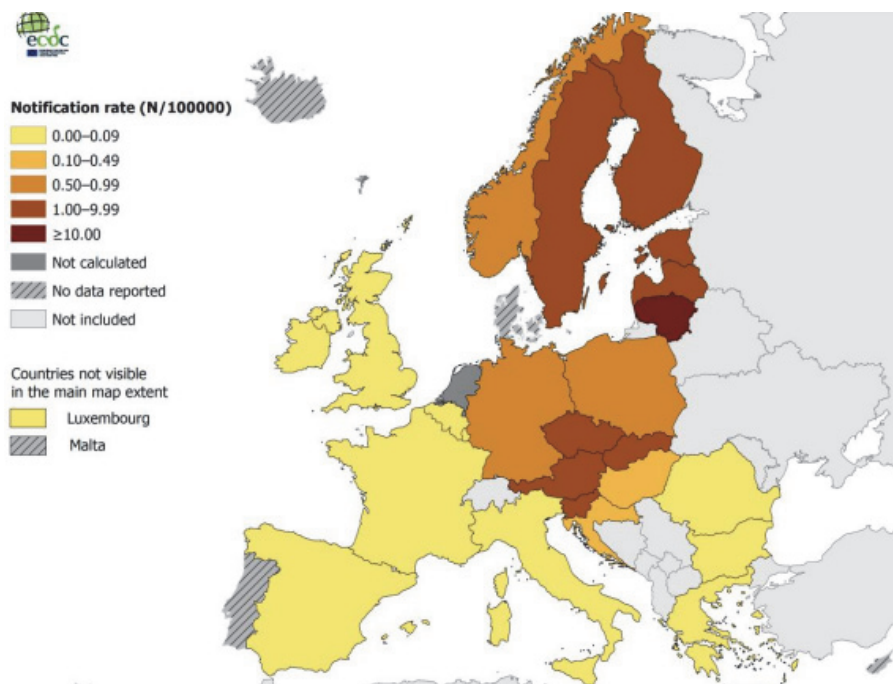 ecdc
Notification rate (N/100000)
0.00–0.09
0.10–0.49
0.50–0.99
1.00–9.99
≥10.00
Not calculated
No data reported
Not included
Countries not visible
in the main map extent
Luxembourg
Malta